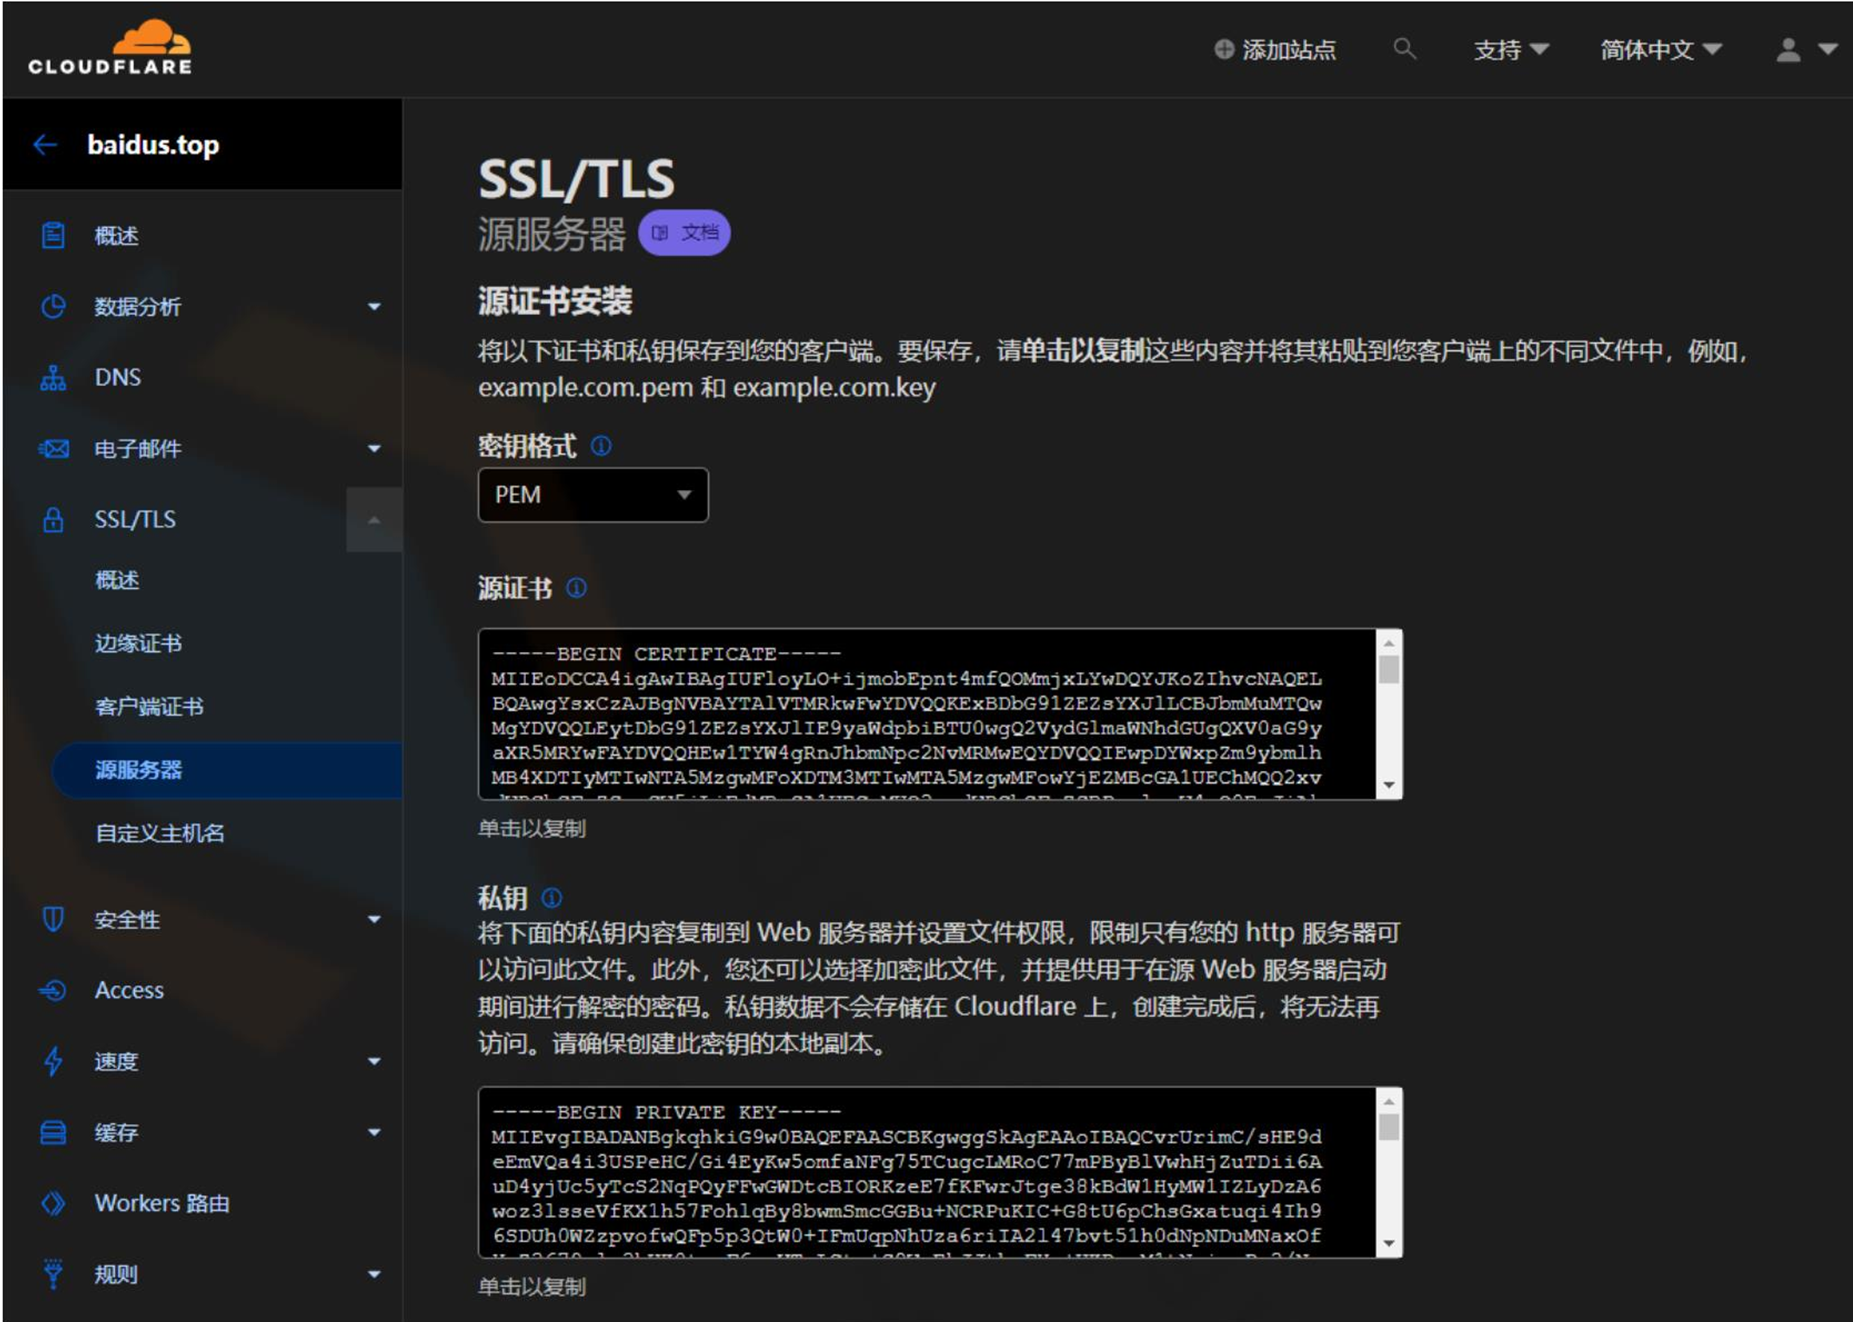 CLOUDFLARE
添加站点
支持
简体中文
baidus.top
概述
数据分析
DNS
电子邮件
SSL/TLS
概述
边缘证书
客户端证书
源服务器
自定义主机名
安全性
Access
速度
缓存
Workers 路由
规则
SSL/TLS
源服务器
文档
源证书安装
将以下证书和私钥保存到您的客户端。要保存，请单击以复制这些内容并将其粘贴到您客户端上的不同文件中，例如，
example.com.pem 和 example.com.key
密钥格式
PEM
源证书
-----BEGIN CERTIFICATE-----
MIIEoDCCA4igAwIBAgIUFloyLO+ijmobEpnt4mfQOMmjxLYwDQYJKoZIhvcNAQEL
BQAwgYsxCzAJBgNVBAYTAlVTMRkwFwYDVQQKExBDbG91ZEZsYXJlLCBJbmMuMTQw
MgYDVQQLEytDbG91ZEZsYXJlIE9yaWdpbiBTU0wgQ2VydGlmaWNhdGUgQXV0aG9y
aXR5MRYwFAYDVQQHEw1TYW4gRnJhbmNpc2NvMRMwEQYDVQQIEwpDYWxpZm9ybmlh
MB4XDTIyMTIwNTA5MzgwMFoXDTM3MTIwMTA5MzgwMFowYjEZMBcGA1UEChMQQ2xv
单击以复制
私钥
将下面的私钥内容复制到 Web 服务器并设置文件权限，限制只有您的 http 服务器可
以访问此文件。此外，您还可以选择加密此文件，并提供用于在源 Web 服务器启动
期间进行解密的密码。私钥数据不会存储在 Cloudflare 上，创建完成后，将无法再
访问。请确保创建此密钥的本地副本。
-----BEGIN PRIVATE KEY-----
MIIEvgIBADANBgkqhkiG9w0BAQEFAASCBKgwggSkAgEAAoIBAQCvrUrimC/sHE9d
eEmVQa4i3USPeHC/Gi4EyKw5omfaNFg75TCugcLMRoC77mPByBlVwhHjZuTDii6A
uD4yjUc5yTcS2NqPQyFFwGWDtcBIORKzeE7fKFwrJtge38kBdW1HyMW1IZLyDzA6
woz3lsseVfKX1h57FohlqBy8bwmSmcGGBu+NCRPuKIC+G8tU6pChsGxatuqi4Ih9
6SDUh0WZzpvofwQFp5p3QtW0+IFmUqpNhUza6riIA2l47bvt51h0dNpNDuMNaxOf
单击以复制